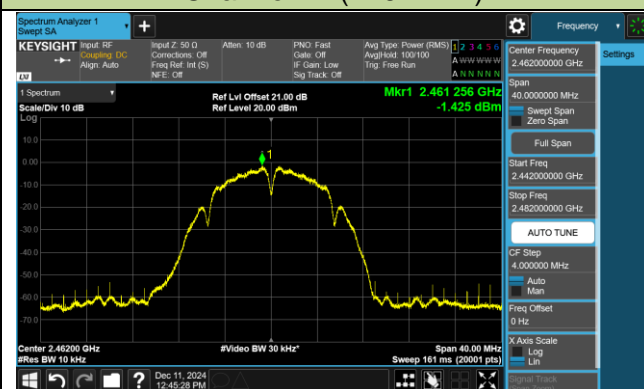 Spectrum Analyzer 1
Swept SA
+
Frequency
KEYSIGHT
Input: RF
Coupling: DC
Align: Auto
Input Z: 50 Ω
Corrections: Off
Freq Ref: Int (S)
NFE: Off
Atten: 10 dB
PNO: Fast
Gate: Off
IF Gain: Low
Sig Track: Off
Avg Type: Power (RMS)
Avg|Hold: 100/100
Trig: Free Run
1 2 3 4 5 6
A W W W W W
A N N N N N
LXI
1 Spectrum
Scale/Div 10 dB
Ref Lvl Offset 21.00 dB
Ref Level 20.00 dBm
Mkr1 2.461 256 GHz
-1.425 dBm
Log
10.0
0.00
-10.0
-20.0
-30.0
-40.0
-50.0
-60.0
-70.0
1
Center 2.46200 GHz
#Res BW 10 kHz
#Video BW 30 kHz*
Span 40.00 MHz
Sweep 161 ms (20001 pts)
Dec 11, 2024
12:45:28 PM
?
Center Frequency
2.462000000 GHz
Settings
Span
40.0000000 MHz
Swept Span
Zero Span
Full Span
Start Freq
2.442000000 GHz
Stop Freq
2.482000000 GHz
AUTO TUNE
CF Step
4.000000 MHz
Auto
Man
Freq Offset
0 Hz
X Axis Scale
Log
Lin
Signal Track